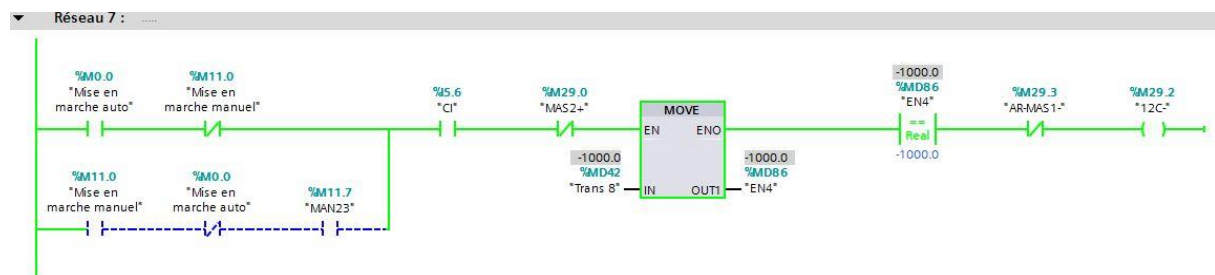 Réseau 7 : .....
%M0.0
"Mise en
marche auto"
%M11.0
"Mise en
marche manuel"
%I5.6
"CI"
%M29.0
"MAS2+"
MOVE
EN ENO
-1000.0
%MD42
"Trans 8"
IN OUT1
-1000.0
%MD86
"EN4"
-1000.0
%MD86
"EN4"
==
Real
-1000.0
%M29.3
"AR-MAS1-"
%M29.2
"12C-"
%M11.0
"Mise en
marche manuel"
%M0.0
"Mise en
marche auto"
%M11.7
"MAN23"